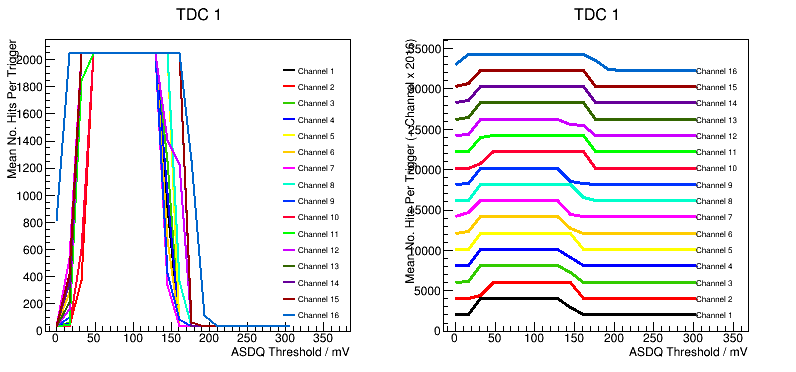 TDC 1
Mean No. Hits Per Trigger
2000
1800
1600
1400
1200
1000
800
600
400
200
0
0 50 100 150 200 250 300 350
ASDQ Threshold / mV
Channel 1
Channel 2
Channel 3
Channel 4
Channel 5
Channel 6
Channel 7
Channel 8
Channel 9
Channel 10
Channel 11
Channel 12
Channel 13
Channel 14
Channel 15
Channel 16
TDC 1
Mean No. Hits Per Trigger (+ Channel x
35000
30000
25000
20000
15000
10000
5000
0
0 50 100 150 200 250 300 350
ASDQ Threshold / mV
Channel 16
Channel 15
Channel 14
Channel 13
Channel 12
Channel 11
Channel 10
Channel 9
Channel 8
Channel 7
Channel 6
Channel 5
Channel 4
Channel 3
Channel 2
Channel 1